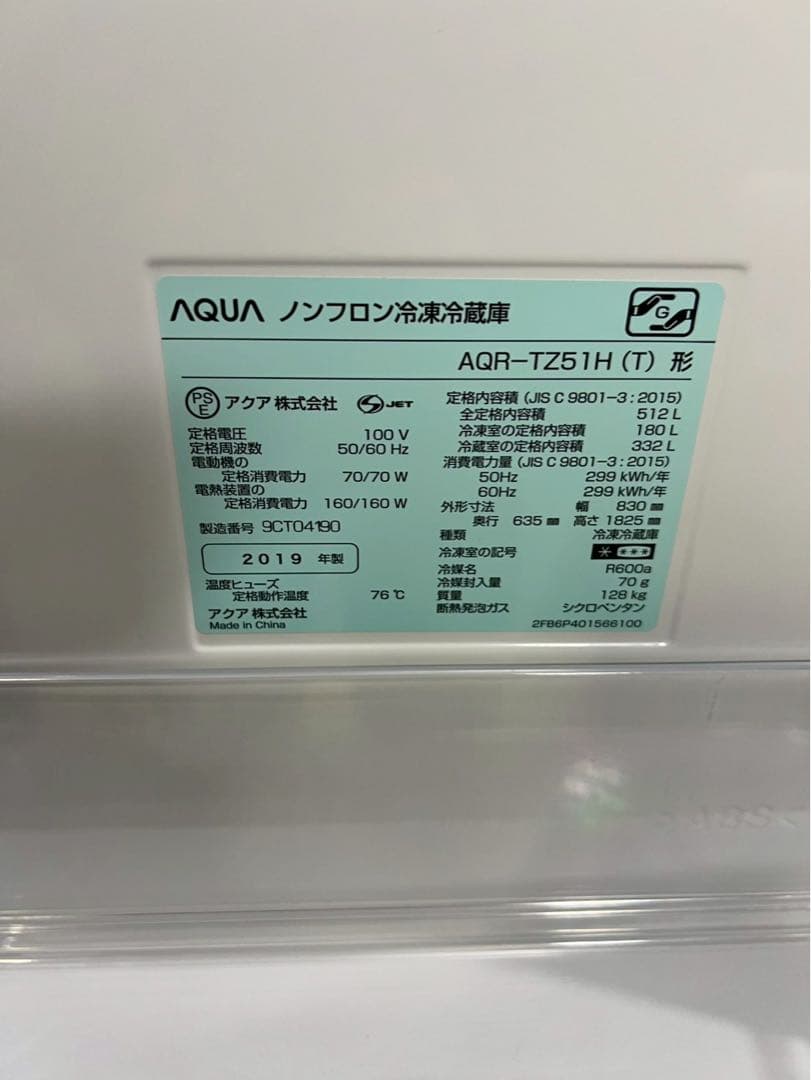 AQUA ノンフロン冷凍冷蔵庫
G
AQR-TZ51H (T) 形
PS E アクア株式会社 S JET
定格電圧 100 V
定格周波数 50/60 Hz
電動機の
定格消費電力 70/70 W
電熱装置の
定格消費電力 160/160 W
製造番号 9CT04190
2019 年製
温度ヒューズ
定格動作温度 76 ℃
アクア株式会社
Made in China
定格内容積 (JIS C 9801-3 : 2015)
全定格内容積 512 L
冷凍室の定格内容積 180 L
冷蔵室の定格内容積 332 L
消費電力量 (JIS C 9801-3 : 2015)
50Hz 299 kWh/年
60Hz 299 kWh/年
外形寸法 幅 830 ㎜
奥行 635 ㎜ 高さ 1825 ㎜
種類 冷凍冷蔵庫
冷凍室の記号
冷媒名 R600a
冷媒封入量 70 g
質量 128 kg
断熱発泡ガス シクロペンタン
2FB6P401566100